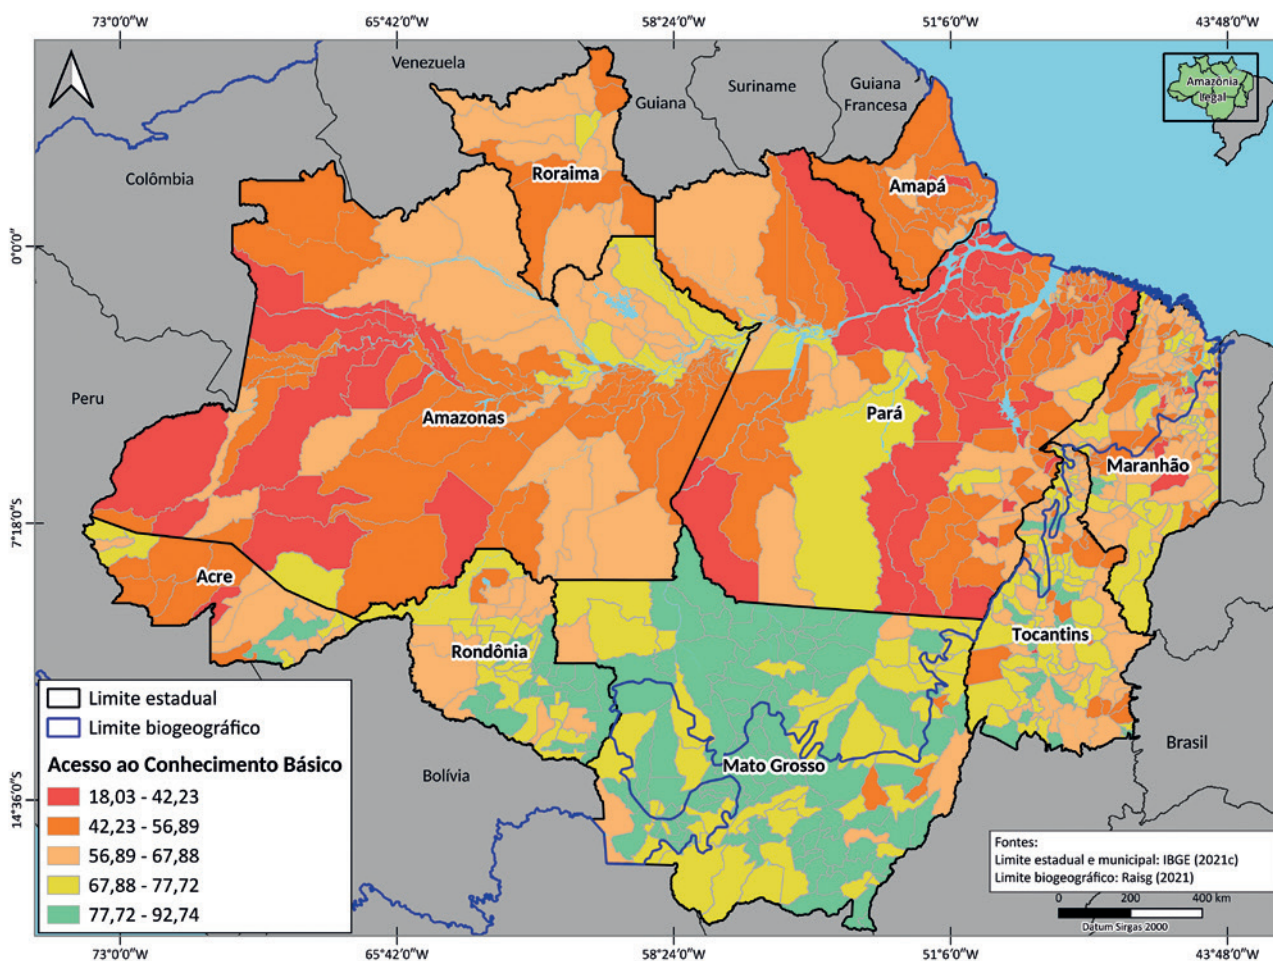 73°0'0"W
65°42'0"W
58°24'0"W
51°6'0"W
43°48'0"W
Venezuela
Suriname
Guiana
Guiana
Francesa
Amazônia
Legal
Colômbia
Roraima
Amapá
0°0'0"
Peru
Amazonas
Pará
Maranhão
7°18'0"S
Acre
Rondônia
Tocantins
Mato Grosso
Bolívia
Brasil
14°36'0"S
Limite estadual
Limite biogeográfico
Acesso ao Conhecimento Básico
18,03 - 42,23
42,23 - 56,89
56,89 - 67,88
67,88 - 77,72
77,72 - 92,74
Fontes:
Limite estadual e municipal: IBGE (2021c)
Limite biogeográfico: Raisg (2021)
0 200 400 km
Datum Sirgas 2000
73°0'0"W
65°42'0"W
58°24'0"W
51°6'0"W
43°48'0"W